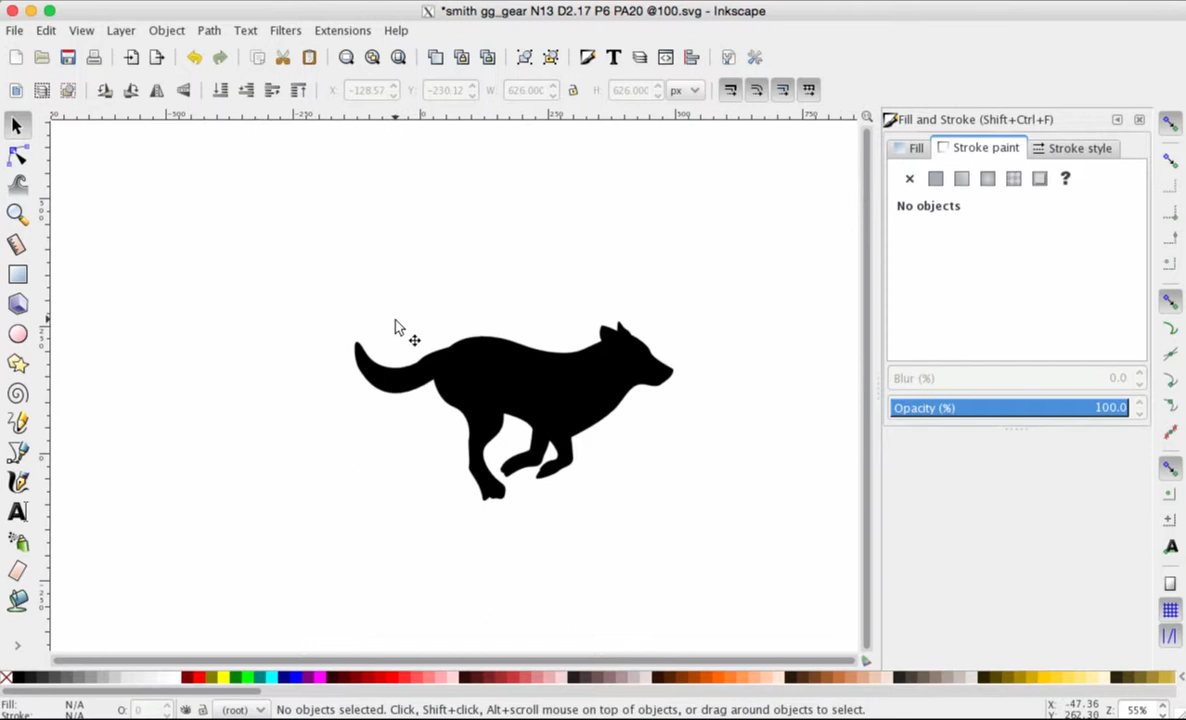 *smith gg_gear N13 D2.17 P6 PA20 @100.svg - Inkscape
File Edit View Layer Object Path Text Filters Extensions Help
X: -128.57 Y: -230.12 W: 626.000 H: 626.000 px
Fill and Stroke (Shift+Ctrl+F)
Fill Stroke paint Stroke style
No objects
Blur (%) 0.0
Opacity (%) 100.0
Fill: N/A
Stroke: N/A
O: 0
(root) No objects selected. Click, Shift+click, Alt+scroll mouse on top of objects, or drag around objects to select.
X: -47.36
Y: 262.30
Z: 55%